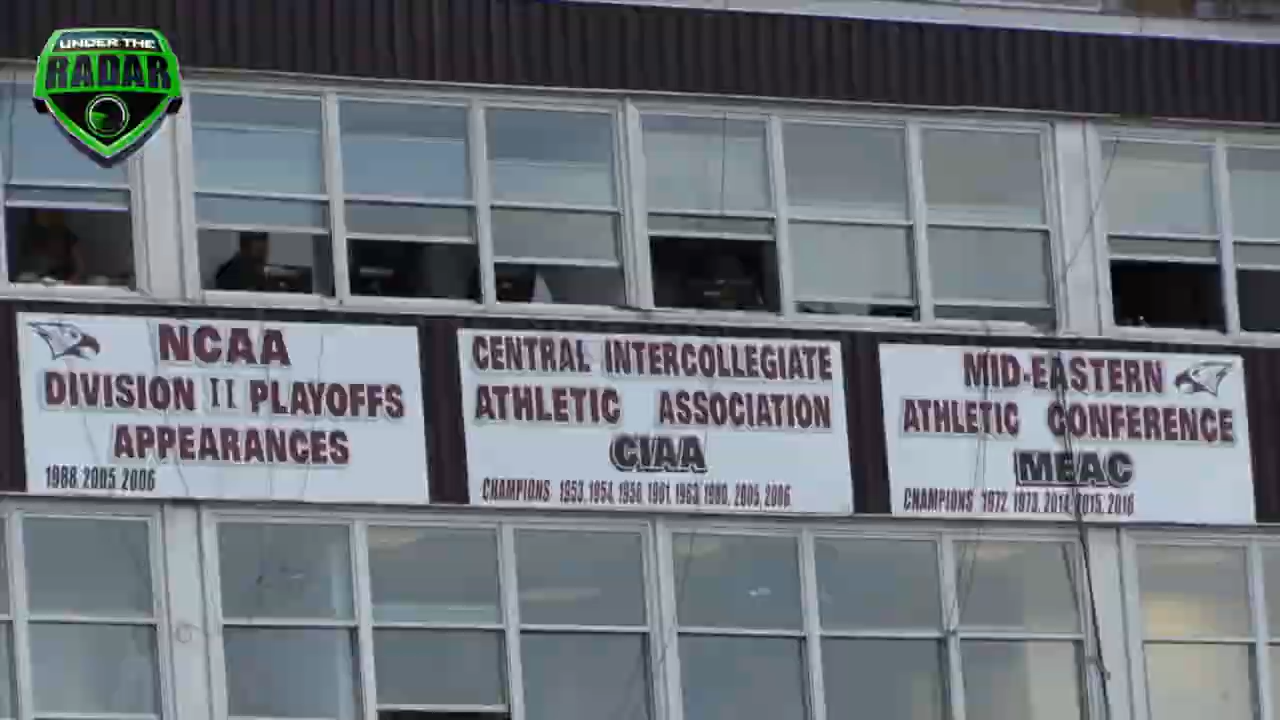 UNDER THE
RADAR
NCAA
DIVISION II PLAYOFFS
APPEARANCES
1988, 2005, 2006
CENTRAL INTERCOLLEGIATE
ATHLETIC ASSOCIATION
CIAA
CHAMPIONS 1953, 1954, 1956, 1961, 1963, 1980, 2005, 2006
MID-EASTERN
ATHLETIC CONFERENCE
MEAC
CHAMPIONS 1972, 1973, 2014, 2015, 2016